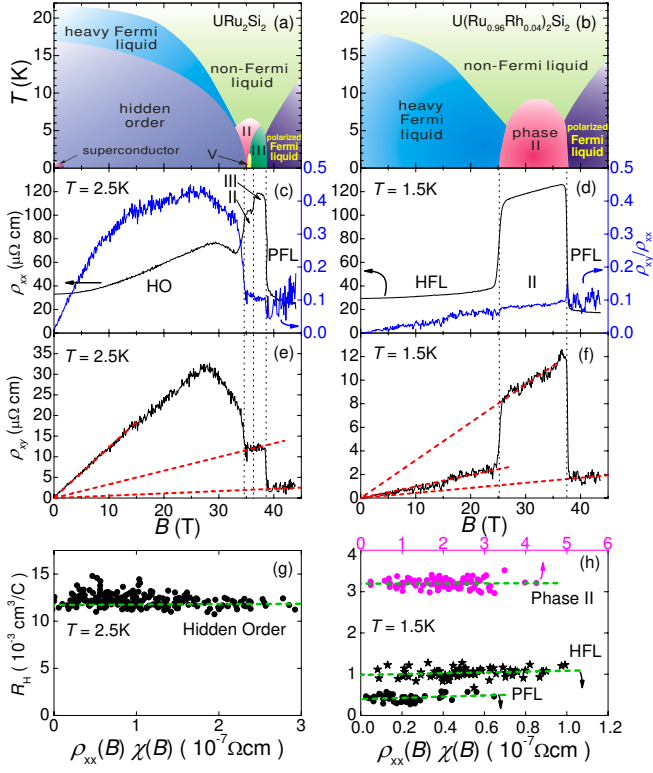 URu2Si2 (a)
U(Ru0.96Rh0.04)2Si2 (b)
T (K)
20
15
10
5
0
heavy Fermi
liquid
non-Fermi
liquid
hidden
order
superconductor
II
V
III
polarized
Fermi
liquid
non-Fermi liquid
heavy
Fermi
liquid
phase
II
polarized
Fermi
liquid
ρxx (μΩ cm)
120
100
80
60
40
20
0
T = 2.5K
(c)
III
II
HO
PFL
0.5
0.4
0.3
0.2
0.1
0.0
120
100
80
60
40
20
0
T = 1.5K
(d)
HFL
II
PFL
0.5
0.4
0.3
0.2
0.1
0.0
ρxy/ρxx
ρxy (μΩ cm)
35
30
25
20
15
10
5
0
T = 2.5K
(e)
0 10 20 30 40
B (T)
12
10
8
6
4
2
0
T = 1.5K
(f)
0 10 20 30 40
B (T)
RH ( 10-3 cm3/C )
15
10
5
0
(g)
T = 2.5K
Hidden Order
0 1 2 3
ρxx(B) χ(B) ( 10-7Ωcm)
0 1 2 3 4 5 6
4
3
2
1
0
(h)
Phase II
T = 1.5K
HFL
PFL
0.0 0.2 0.4 0.6 0.8 1.0 1.2
ρxx(B) χ(B) ( 10-7Ωcm)